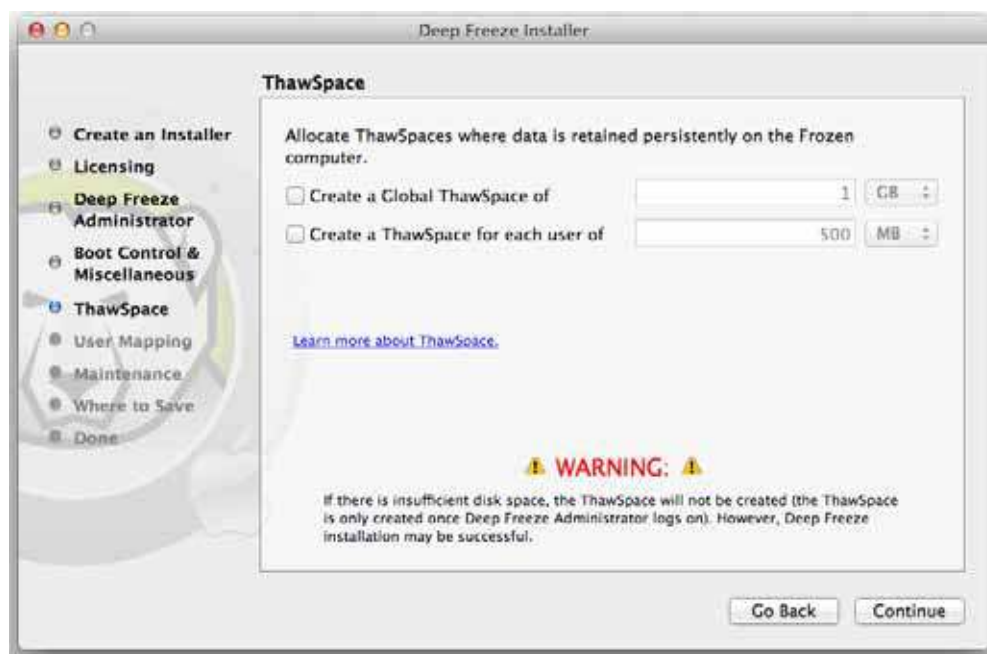 Deep Freeze Installer
ThawSpace
Create an Installer
Licensing
Deep Freeze
Administrator
Boot Control &
Miscellaneous
ThawSpace
User Mapping
Maintenance
Where to Save
Done
Allocate ThawSpaces where data is retained persistently on the Frozen
computer.
Create a Global ThawSpace of 1 GB
Create a ThawSpace for each user of 500 MB
Learn more about ThawSpace.
WARNING:
If there is insufficient disk space, the ThawSpace will not be created (the ThawSpace
is only created once Deep Freeze Administrator logs on). However, Deep Freeze
installation may be successful.
Go Back Continue